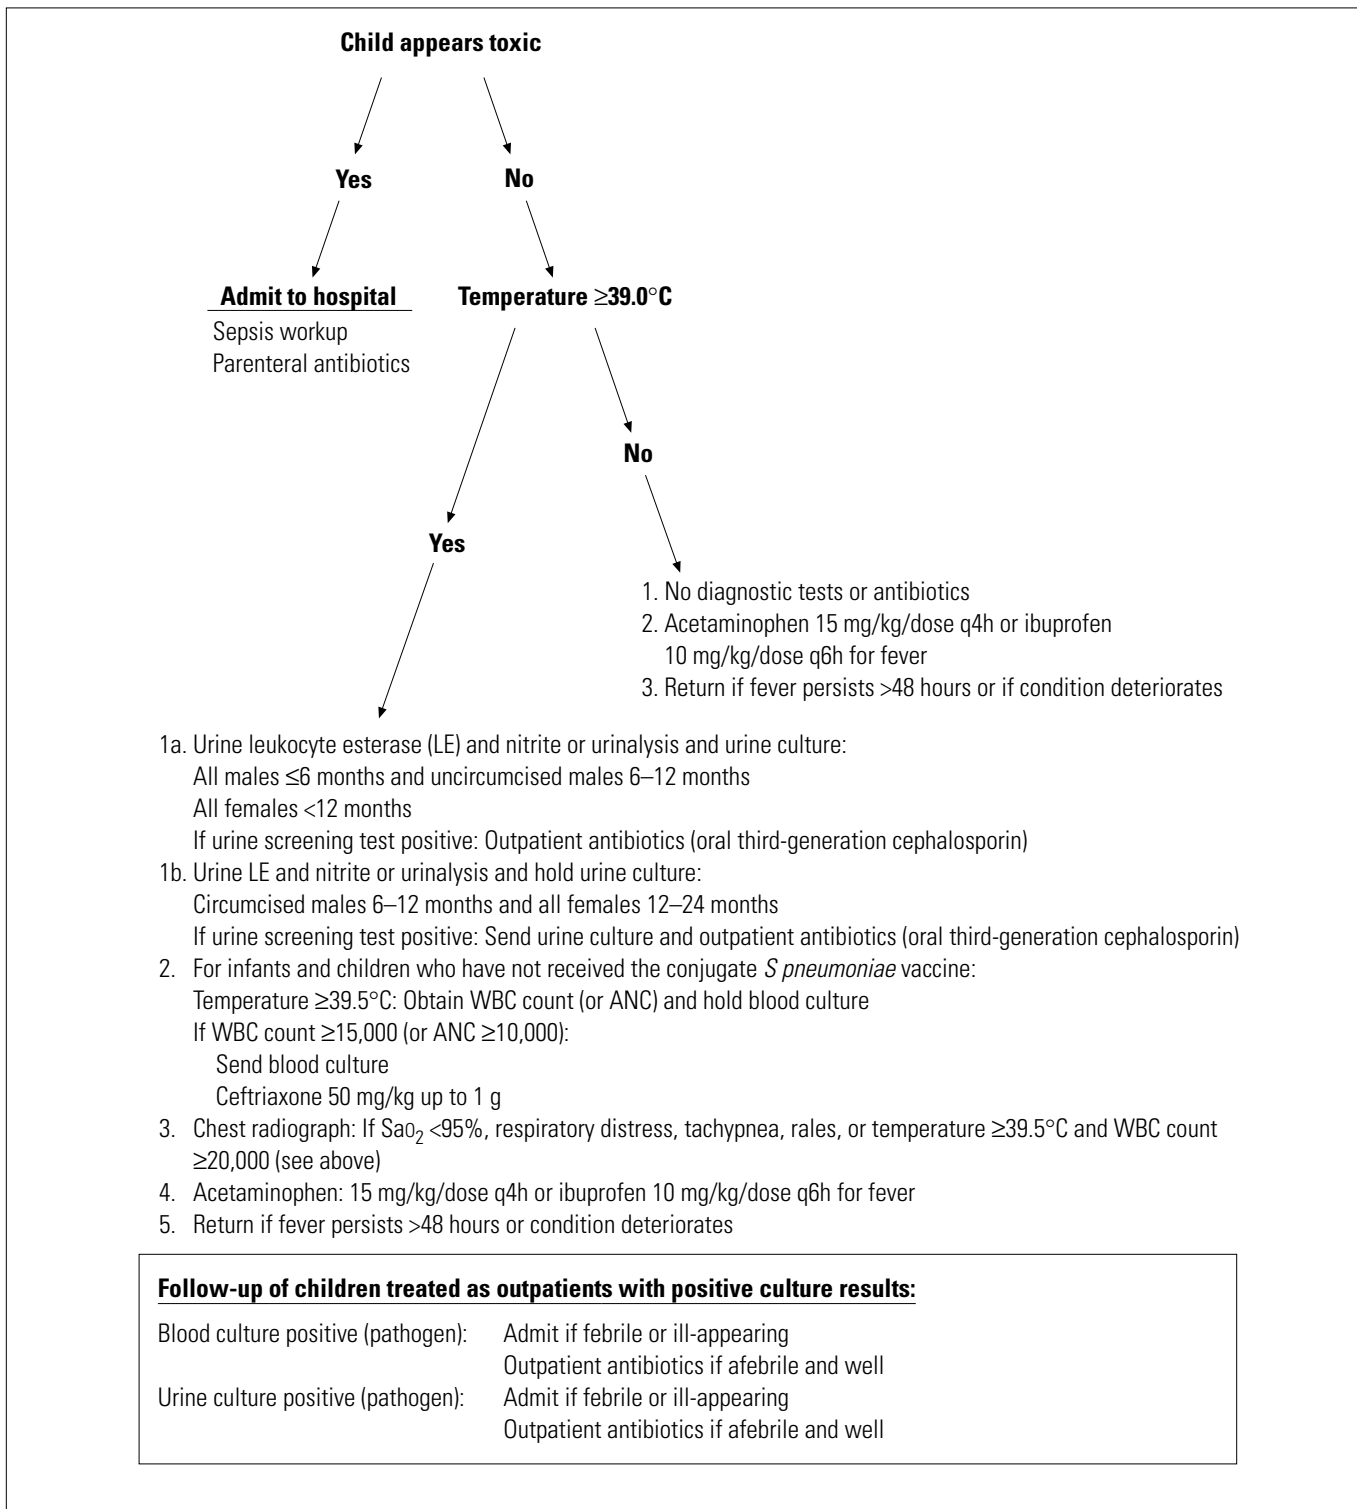 Child appears toxic
Yes
No
Admit to hospital
Sepsis workup
Parenteral antibiotics
Temperature ≥39.0°C
No
Yes
1. No diagnostic tests or antibiotics
2. Acetaminophen 15 mg/kg/dose q4h or ibuprofen
10 mg/kg/dose q6h for fever
3. Return if fever persists >48 hours or if condition deteriorates
1a. Urine leukocyte esterase (LE) and nitrite or urinalysis and urine culture:
All males ≤6 months and uncircumcised males 6–12 months
All females <12 months
If urine screening test positive: Outpatient antibiotics (oral third-generation cephalosporin)
1b. Urine LE and nitrite or urinalysis and hold urine culture:
Circumcised males 6–12 months and all females 12–24 months
If urine screening test positive: Send urine culture and outpatient antibiotics (oral third-generation cephalosporin)
2. For infants and children who have not received the conjugate S pneumoniae vaccine:
Temperature ≥39.5°C: Obtain WBC count (or ANC) and hold blood culture
If WBC count ≥15,000 (or ANC ≥10,000):
Send blood culture
Ceftriaxone 50 mg/kg up to 1 g
3. Chest radiograph: If SaO2 <95%, respiratory distress, tachypnea, rales, or temperature ≥39.5°C and WBC count
≥20,000 (see above)
4. Acetaminophen: 15 mg/kg/dose q4h or ibuprofen 10 mg/kg/dose q6h for fever
5. Return if fever persists >48 hours or condition deteriorates
Follow-up of children treated as outpatients with positive culture results:
Blood culture positive (pathogen): Admit if febrile or ill-appearing
Outpatient antibiotics if afebrile and well
Urine culture positive (pathogen): Admit if febrile or ill-appearing
Outpatient antibiotics if afebrile and well